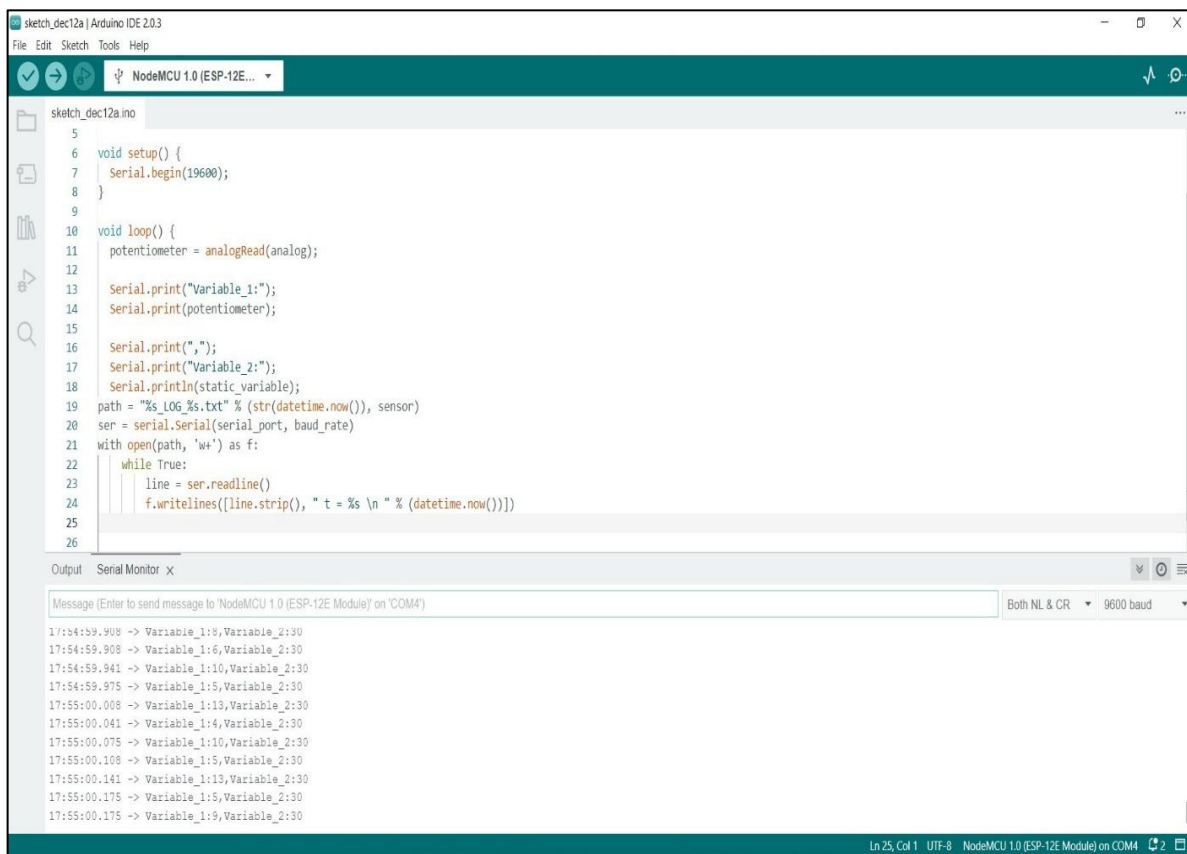 sketch_dec12a | Arduino IDE 2.0.3
File Edit Sketch Tools Help
NodeMCU 1.0 (ESP-12E...
sketch_dec12a.ino
5
6 void setup() {
7 Serial.begin(19600);
8 }
9
10 void loop() {
11 potentiometer = analogRead(analog);
12
13 Serial.print("Variable_1:");
14 Serial.print(potentiometer);
15
16 Serial.print(",");
17 Serial.print("Variable_2:");
18 Serial.println(static_variable);
19 path = "%s_LOG_%s.txt" % (str(datetime.now()), sensor)
20 ser = serial.Serial(serial_port, baud_rate)
21 with open(path, 'w+') as f:
22 while True:
23 line = ser.readline()
24 f.writelines([line.strip(), " t = %s \n " % (datetime.now())])
25
26
Output Serial Monitor x
Message (Enter to send message to 'NodeMCU 1.0 (ESP-12E Module)' on 'COM4') Both NL & CR 9600 baud
17:54:59.908 -> Variable_1:8,Variable_2:30
17:54:59.908 -> Variable_1:6,Variable_2:30
17:54:59.941 -> Variable_1:10,Variable_2:30
17:54:59.975 -> Variable_1:5,Variable_2:30
17:55:00.008 -> Variable_1:13,Variable_2:30
17:55:00.041 -> Variable_1:4,Variable_2:30
17:55:00.075 -> Variable_1:10,Variable_2:30
17:55:00.108 -> Variable_1:5,Variable_2:30
17:55:00.141 -> Variable_1:13,Variable_2:30
17:55:00.175 -> Variable_1:5,Variable_2:30
17:55:00.175 -> Variable_1:9,Variable_2:30
Ln 25, Col 1 UTF-8 NodeMCU 1.0 (ESP-12E Module) on COM4 2